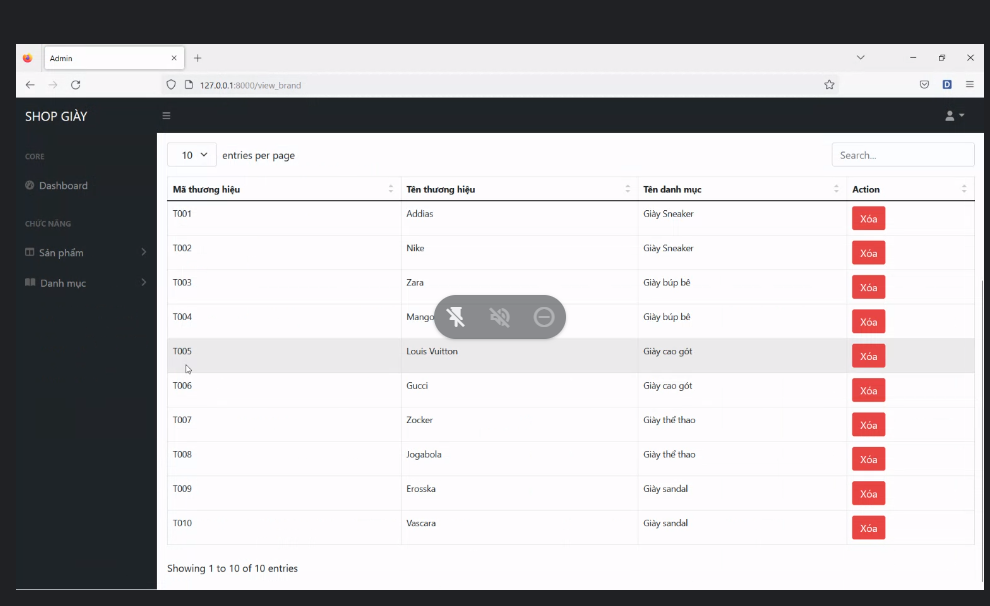 Admin
127.0.0.1:8000/view_brand
SHOP GIÀY
CORE
Dashboard
CHỨC NĂNG
Sản phẩm
Danh mục
10 entries per page
Search...
Mã thương hiệu Tên thương hiệu Tên danh mục Action
T001 Addias Giày Sneaker Xóa
T002 Nike Giày Sneaker Xóa
T003 Zara Giày búp bê Xóa
T004 Mango Giày búp bê Xóa
T005 Louis Vuitton Giày cao gót Xóa
T006 Gucci Giày cao gót Xóa
T007 Zocker Giày thể thao Xóa
T008 Jogabola Giày thể thao Xóa
T009 Erosska Giày sandal Xóa
T010 Vascara Giày sandal Xóa
Showing 1 to 10 of 10 entries